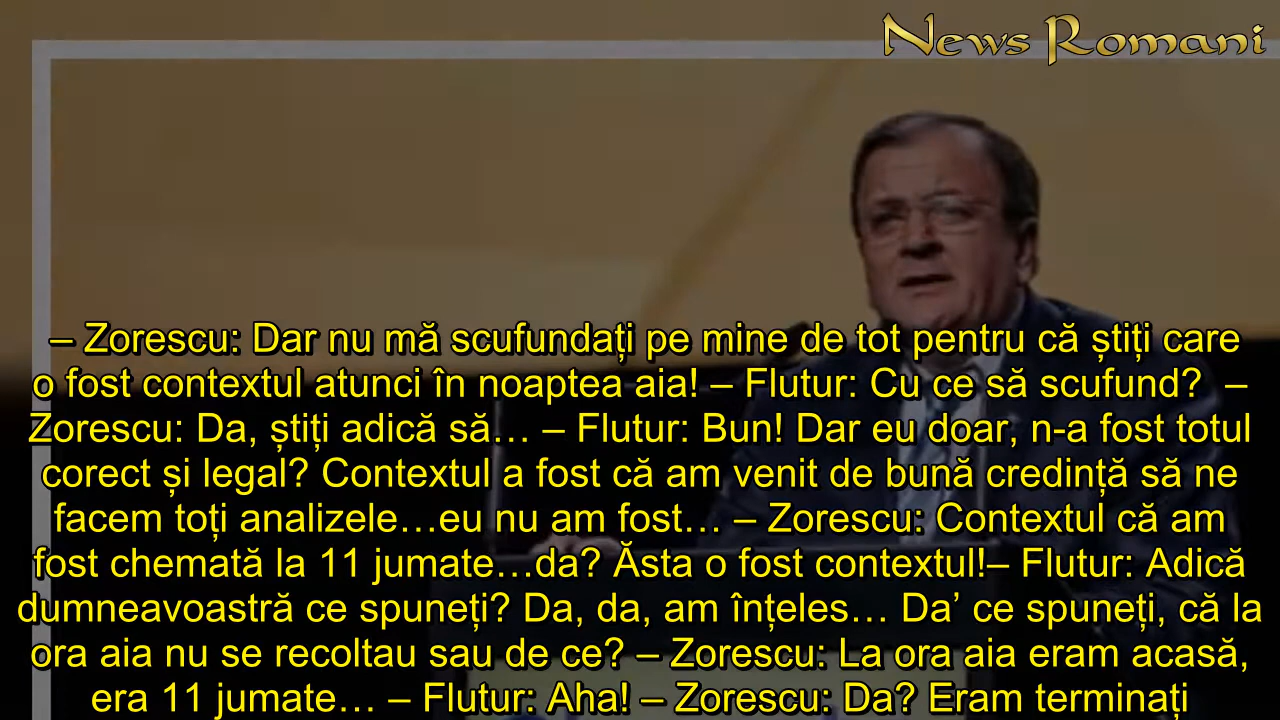 News Romani
– Zorescu: Dar nu mă scufundați pe mine de tot pentru că știți care
o fost contextul atunci în noaptea aia! – Flutur: Cu ce să scufund? –
Zorescu: Da, știți adică să… – Flutur: Bun! Dar eu doar, n-a fost totul
corect și legal? Contextul a fost că am venit de bună credință să ne
facem toți analizele…eu nu am fost… – Zorescu: Contextul că am
fost chemată la 11 jumate…da? Ăsta o fost contextul!– Flutur: Adică
dumneavoastră ce spuneți? Da, da, am înțeles… Da’ ce spuneți, că la
ora aia nu se recoltau sau de ce? – Zorescu: La ora aia eram acasă,
era 11 jumate… – Flutur: Aha! – Zorescu: Da? Eram terminați